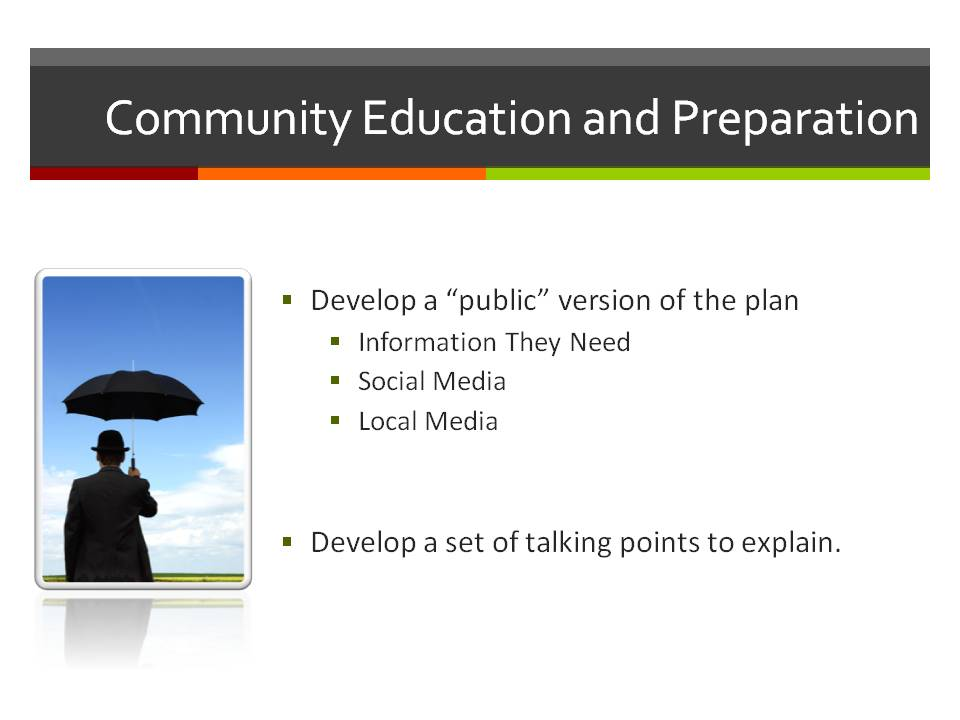 Community Education and Preparation
Develop a “public” version of the plan
Information They Need
Social Media
Local Media
Develop a set of talking points to explain.